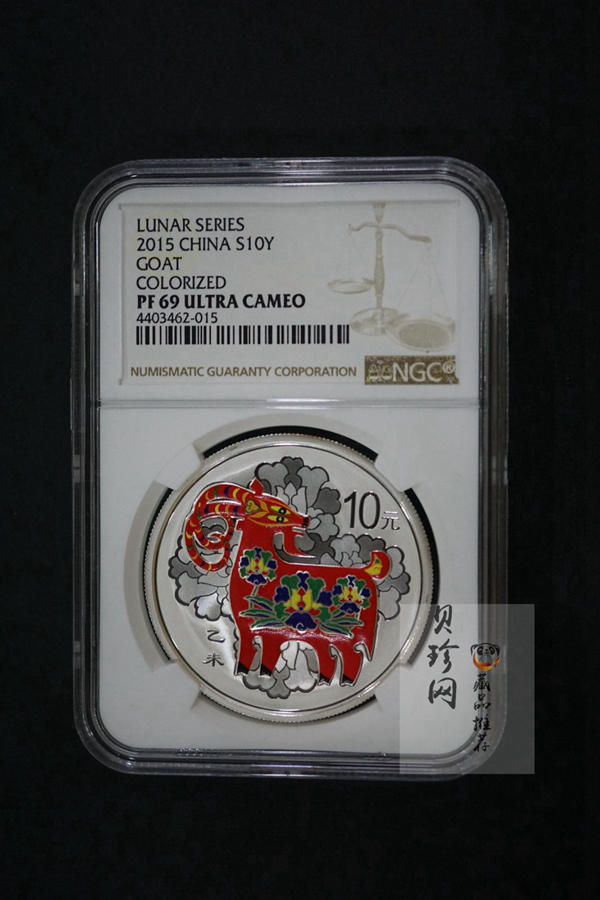 LUNAR SERIES
2015 CHINA S10Y
GOAT
COLORIZED
PF 69 ULTRA CAMEO
4403462-015
NUMISMATIC GUARANTY CORPORATION
NGC®
10元
乙未
贝珍网
藏品推荐